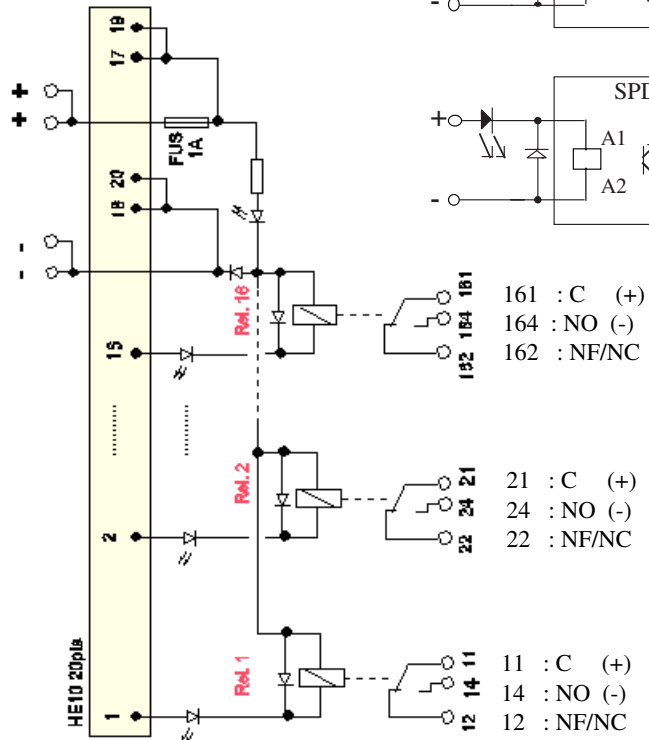 19
17
+
+
FUS
1A
20
18
-
-
Rel. 16
161
164
162
161 : C (+)
164 : NO (-)
162 : NF/NC
Rel. 2
2
21
24
22
21 : C (+)
24 : NO (-)
22 : NF/NC
HE10 20pts
1
Rel. 1
11
14
12
11 : C (+)
14 : NO (-)
12 : NF/NC
-
SPD
+
A1
A2
-